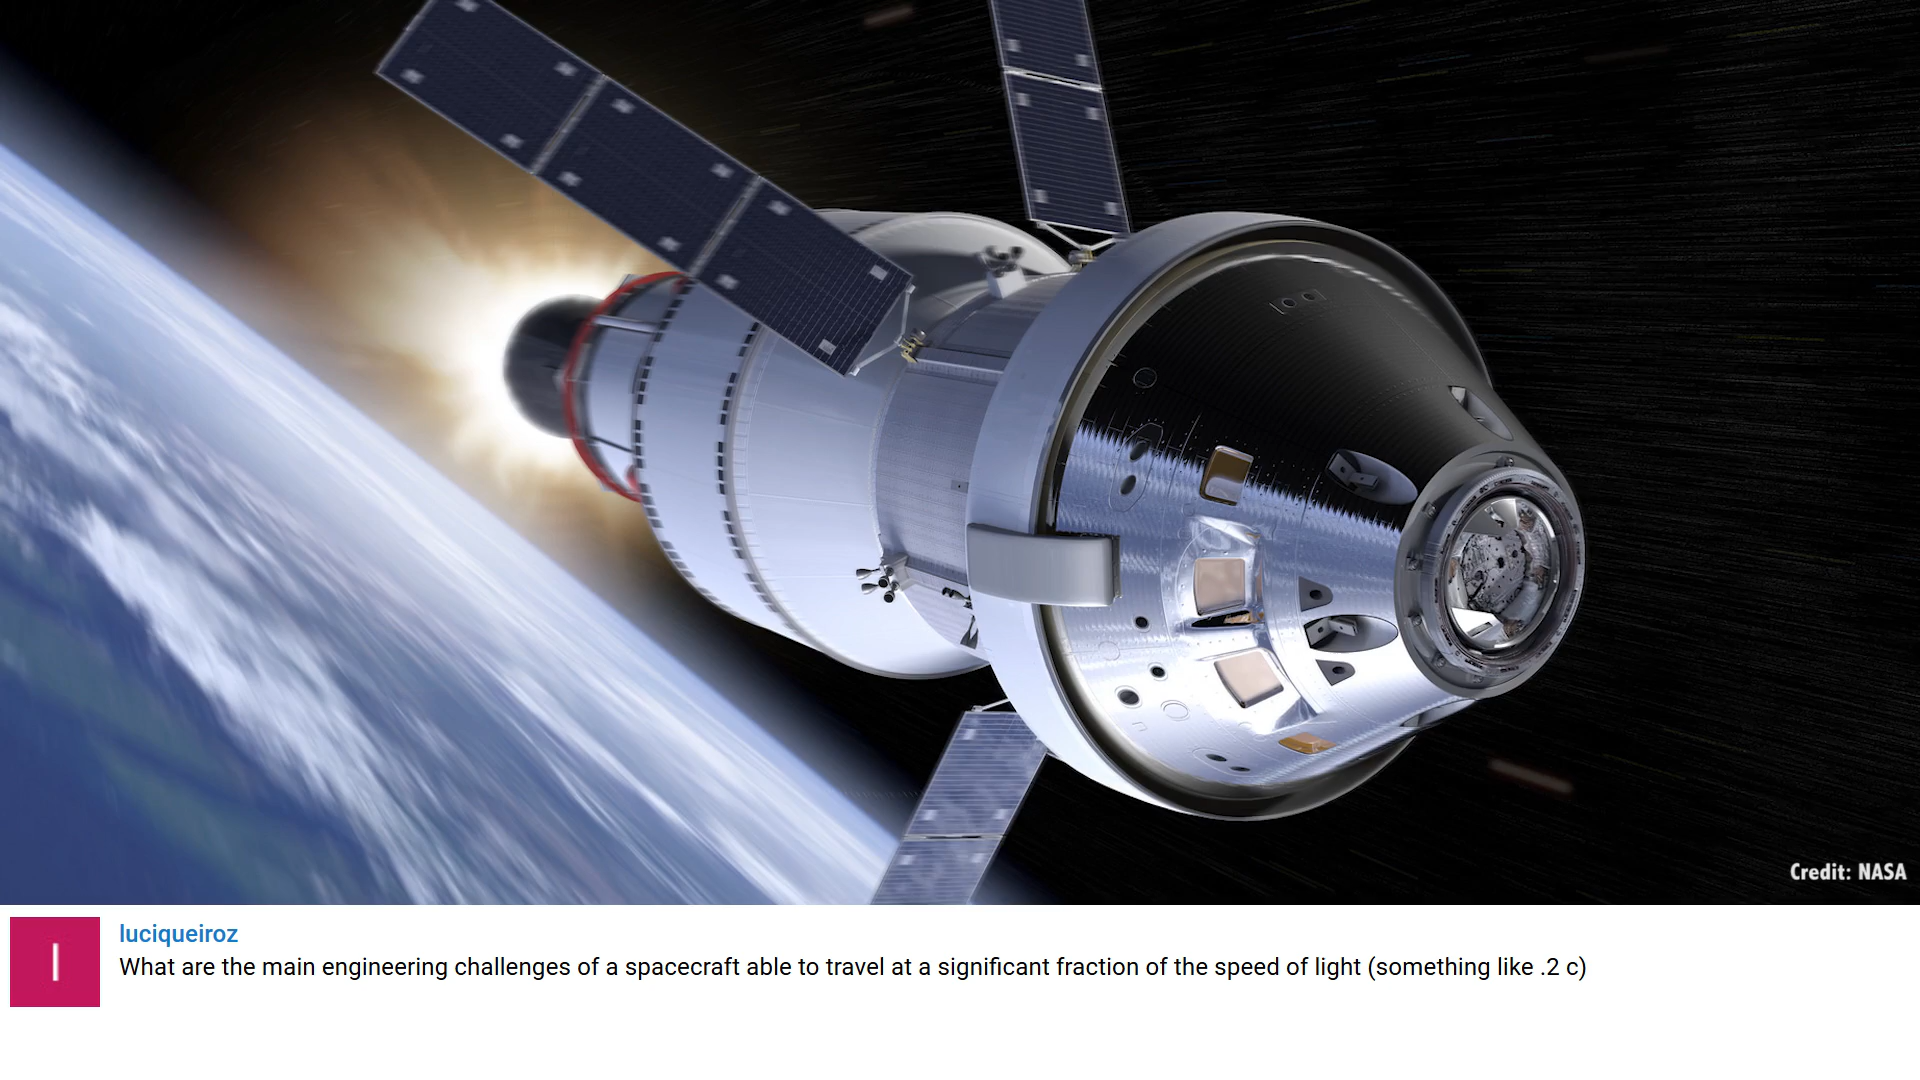 Credit: NASA
l
luciqueiroz
What are the main engineering challenges of a spacecraft able to travel at a significant fraction of the speed of light (something like .2 c)